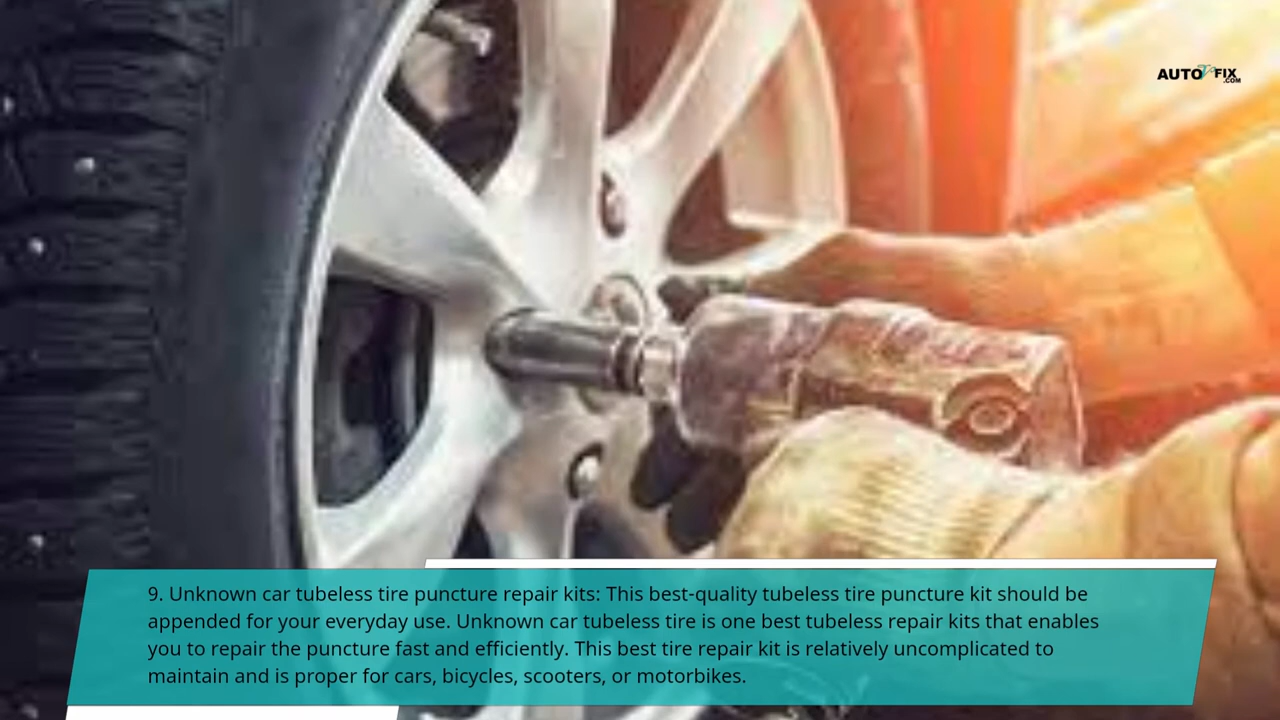 AUTO FIX
.COM
9. Unknown car tubeless tire puncture repair kits: This best-quality tubeless tire puncture kit should be
appended for your everyday use. Unknown car tubeless tire is one best tubeless repair kits that enables
you to repair the puncture fast and efficiently. This best tire repair kit is relatively uncomplicated to
maintain and is proper for cars, bicycles, scooters, or motorbikes.